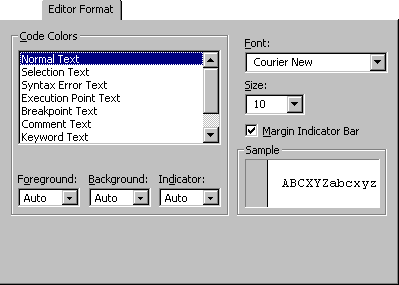 Editor Format
Code Colors
Normal Text
Selection Text
Syntax Error Text
Execution Point Text
Breakpoint Text
Comment Text
Keyword Text
Foreground: Background: Indicator:
Auto Auto Auto
Font:
Courier New
Size:
10
Margin Indicator Bar
Sample
ABCXYZabcxyz